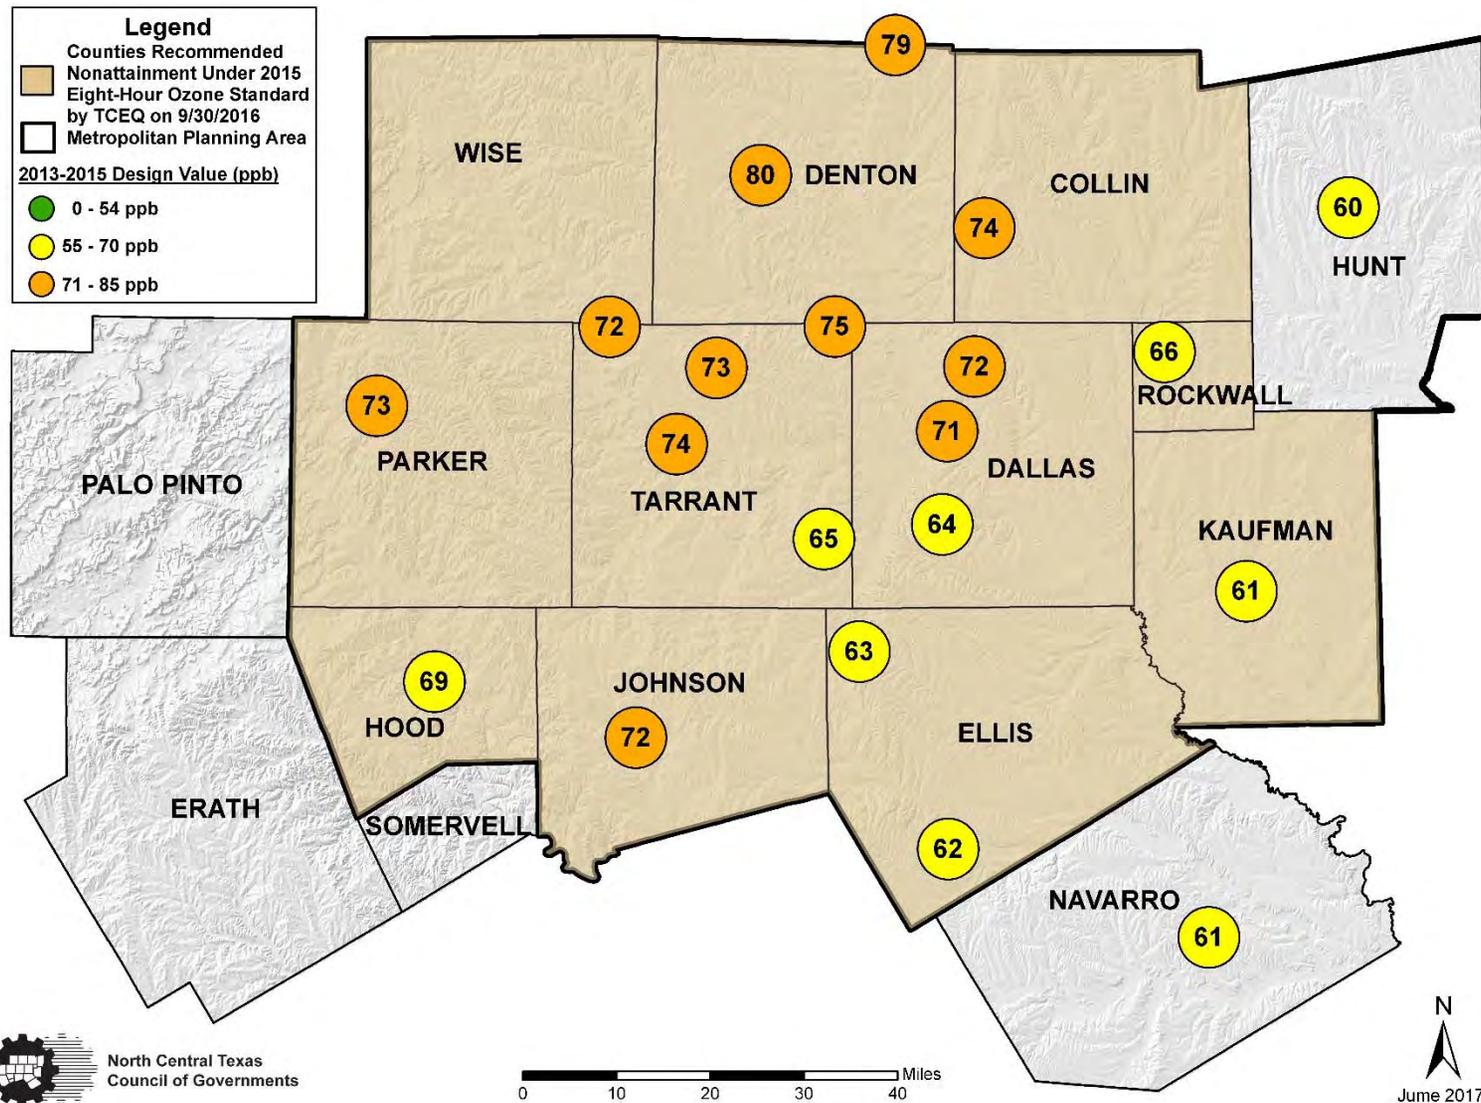 Legend
Counties Recommended
Nonattainment Under 2015
Eight-Hour Ozone Standard
by TCEQ on 9/30/2016
Metropolitan Planning Area
2013-2015 Design Value (ppb)
0 - 54 ppb
55 - 70 ppb
71 - 85 ppb
79
WISE
80
DENTON
COLLIN
74
60
HUNT
72
75
73
72
66
ROCKWALL
73
PARKER
74
TARRANT
71
DALLAS
65
64
PALO PINTO
KAUFMAN
61
69
HOOD
JOHNSON
72
63
ELLIS
62
ERATH
SOMERVELL
NAVARRO
61
North Central Texas
Council of Governments
Miles
0 10 20 30 40
N
Jume 2017